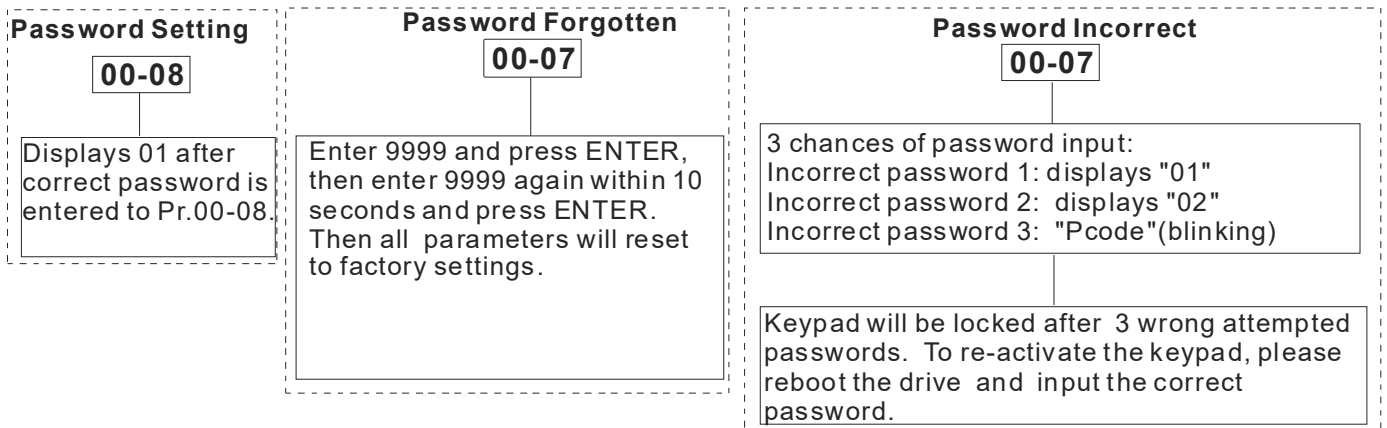 Password Setting
00-08
Displays 01 after
correct password is
entered to Pr.00-08.
Password Forgotten
00-07
Enter 9999 and press ENTER,
then enter 9999 again within 10
seconds and press ENTER.
Then all parameters will reset
to factory settings.
Password Incorrect
00-07
3 chances of password input:
Incorrect password 1: displays "01"
Incorrect password 2: displays "02"
Incorrect password 3: "Pcode"(blinking)
Keypad will be locked after 3 wrong attempted
passwords. To re-activate the keypad, please
reboot the drive and input the correct
password.